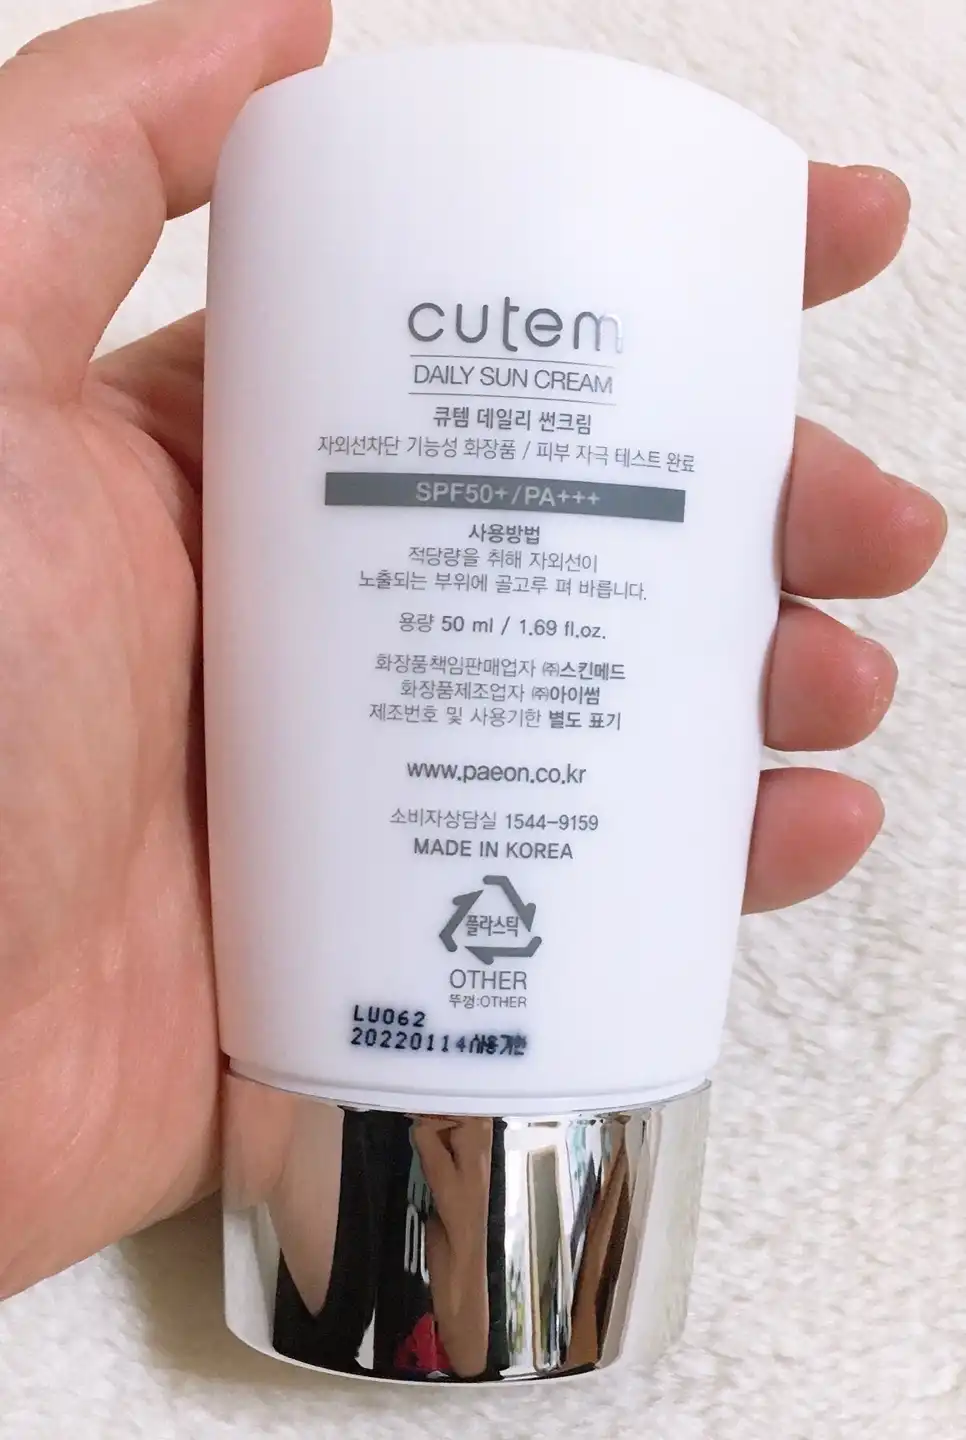 cutem
DAILY SUN CREAM
큐템 데일리 썬크림
자외선차단 기능성 화장품 / 피부 자극 테스트 완료
SPF50+/PA+++
사용방법
적당량을 취해 자외선이
노출되는 부위에 골고루 펴 바릅니다.
용량 50 ml / 1.69 fl.oz.
화장품책임판매업자 ㈜스킨메드
화장품제조업자 ㈜아이썸
제조번호 및 사용기한 별도 표기
www.paeon.co.kr
소비자상담실 1544-9159
MADE IN KOREA
플라스틱
OTHER
뚜껑:OTHER
LU062
20220114사용기한